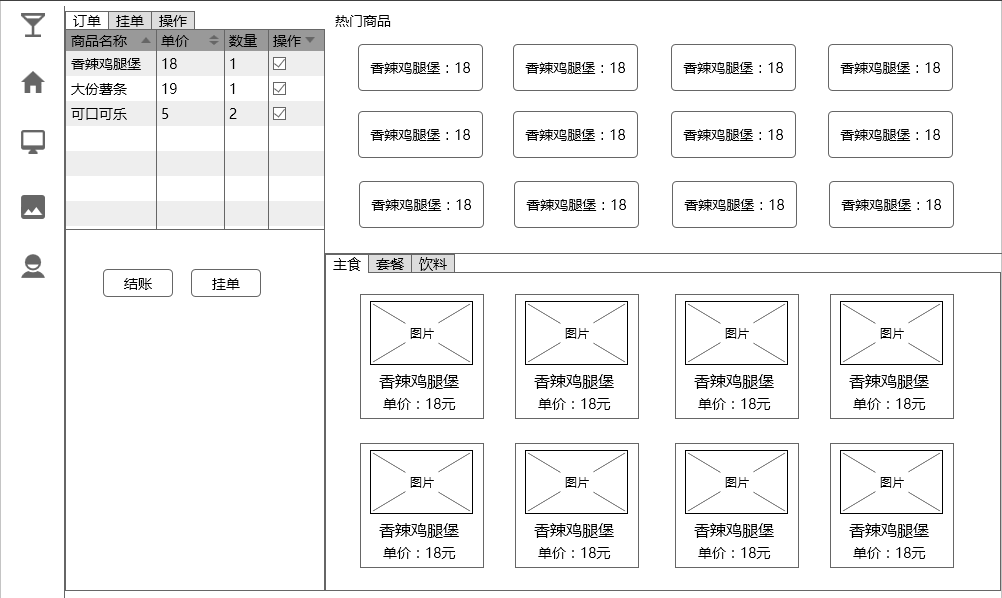 订单 挂单 操作
商品名称 单价 数量 操作
香辣鸡腿堡 18 1
大份薯条 19 1
可口可乐 5 2
结账 挂单
热门商品
香辣鸡腿堡：18 香辣鸡腿堡：18 香辣鸡腿堡：18 香辣鸡腿堡：18
香辣鸡腿堡：18 香辣鸡腿堡：18 香辣鸡腿堡：18 香辣鸡腿堡：18
香辣鸡腿堡：18 香辣鸡腿堡：18 香辣鸡腿堡：18 香辣鸡腿堡：18
主食 套餐 饮料
图片 图片 图片 图片
香辣鸡腿堡 香辣鸡腿堡 香辣鸡腿堡 香辣鸡腿堡
单价：18元 单价：18元 单价：18元 单价：18元
图片 图片 图片 图片
香辣鸡腿堡 香辣鸡腿堡 香辣鸡腿堡 香辣鸡腿堡
单价：18元 单价：18元 单价：18元 单价：18元